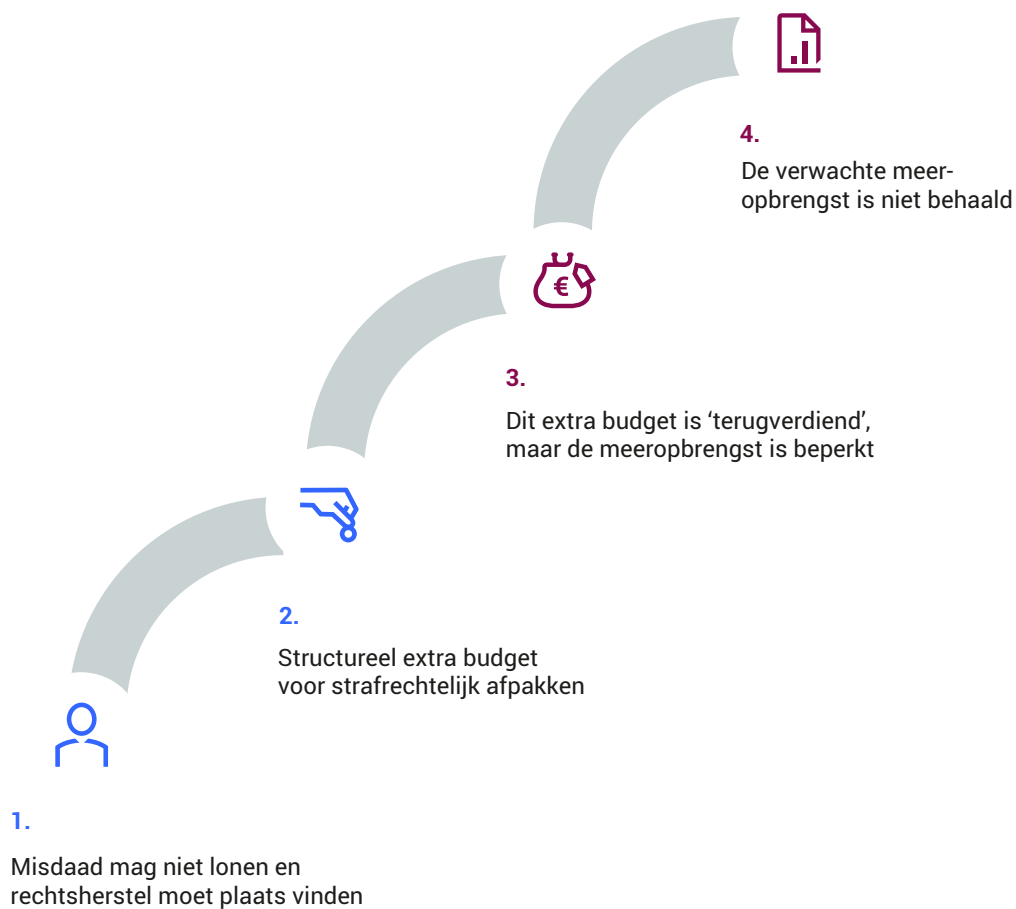 4.
De verwachte meer-
opbrengst is niet behaald
€
3.
Dit extra budget is ‘terugverdiend’,
maar de meeropbrengst is beperkt
2.
Structureel extra budget
voor strafrechtelijk afpakken
1.
Misdaad mag niet lonen en
rechtsherstel moet plaats vinden